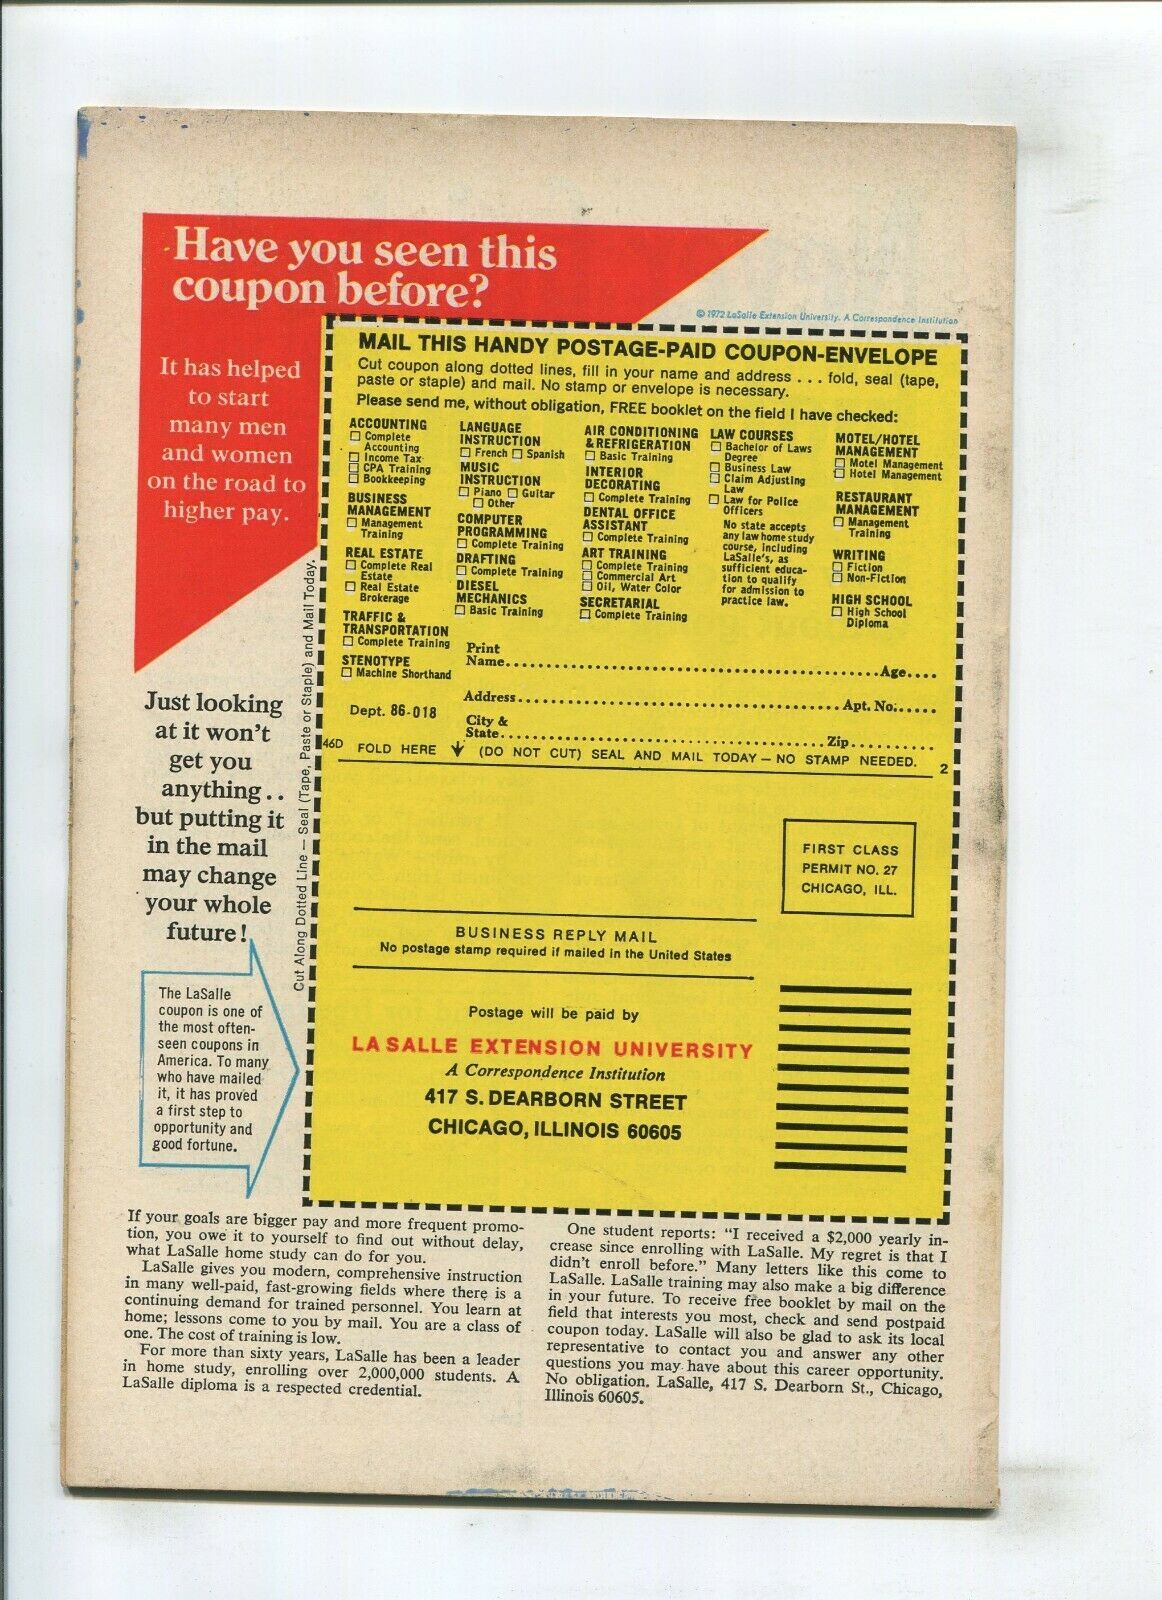 Have you seen this
coupon before?
© 1972 LaSalle Extension University. A Correspondence Institution
It has helped
to start
many men
and women
on the road to
higher pay.
Just looking
at it won't
get you
anything..
but putting it
in the mail
may change
your whole
future!
The LaSalle
coupon is one of
the most often-
seen coupons in
America. To many
who have mailed
it, it has proved
a first step to
opportunity and
good fortune.
Cut Along Dotted Line — Seal (Tape, Paste or Staple) and Mail Today.
MAIL THIS HANDY POSTAGE-PAID COUPON-ENVELOPE
Cut coupon along dotted lines, fill in your name and address ... fold, seal (tape,
paste or staple) and mail. No stamp or envelope is necessary.
Please send me, without obligation, FREE booklet on the field I have checked:
ACCOUNTING
Complete
Accounting
Income Tax
CPA Training
Bookkeeping
BUSINESS
MANAGEMENT
Management
Training
REAL ESTATE
Complete Real
Estate
Real Estate
Brokerage
TRAFFIC &
TRANSPORTATION
Complete Training
STENOTYPE
Machine Shorthand
LANGUAGE
INSTRUCTION
French Spanish
MUSIC
INSTRUCTION
Piano Guitar
Other
COMPUTER
PROGRAMMING
Complete Training
DRAFTING
Complete Training
DIESEL
MECHANICS
Basic Training
AIR CONDITIONING
& REFRIGERATION
Basic Training
INTERIOR
DECORATING
Complete Training
DENTAL OFFICE
ASSISTANT
Complete Training
ART TRAINING
Complete Training
Commercial Art
Oil, Water Color
SECRETARIAL
Complete Training
LAW COURSES
Bachelor of Laws
Degree
Business Law
Claim Adjusting
Law
Law for Police
Officers
No state accepts
any law home study
course, including
LaSalle's, as
sufficient educa-
tion to qualify
for admission to
practice law.
MOTEL/HOTEL
MANAGEMENT
Motel Management
Hotel Management
RESTAURANT
MANAGEMENT
Management
Training
WRITING
Fiction
Non-Fiction
HIGH SCHOOL
High School
Diploma
Print
Name.......Age....
Address.......Apt. No......
Dept. 86-018
City &
State.......Zip..........
46D FOLD HERE (DO NOT CUT) SEAL AND MAIL TODAY — NO STAMP NEEDED. 2
FIRST CLASS
PERMIT NO. 27
CHICAGO, ILL.
BUSINESS REPLY MAIL
No postage stamp required if mailed in the United States
Postage will be paid by
LA SALLE EXTENSION UNIVERSITY
A Correspondence Institution
417 S. DEARBORN STREET
CHICAGO, ILLINOIS 60605
If your goals are bigger pay and more frequent promo-
tion, you owe it to yourself to find out without delay,
what LaSalle home study can do for you.
LaSalle gives you modern, comprehensive instruction
in many well-paid, fast-growing fields where there is a
continuing demand for trained personnel. You learn at
home; lessons come to you by mail. You are a class of
one. The cost of training is low.
For more than sixty years, LaSalle has been a leader
in home study, enrolling over 2,000,000 students. A
LaSalle diploma is a respected credential.
One student reports: "I received a $2,000 yearly in-
crease since enrolling with LaSalle. My regret is that I
didn't enroll before." Many letters like this come to
LaSalle. LaSalle training may also make a big difference
in your future. To receive free booklet by mail on the
field that interests you most, check and send postpaid
coupon today. LaSalle will also be glad to ask its local
representative to contact you and answer any other
questions you may have about this career opportunity.
No obligation. LaSalle, 417 S. Dearborn St., Chicago,
Illinois 60605.